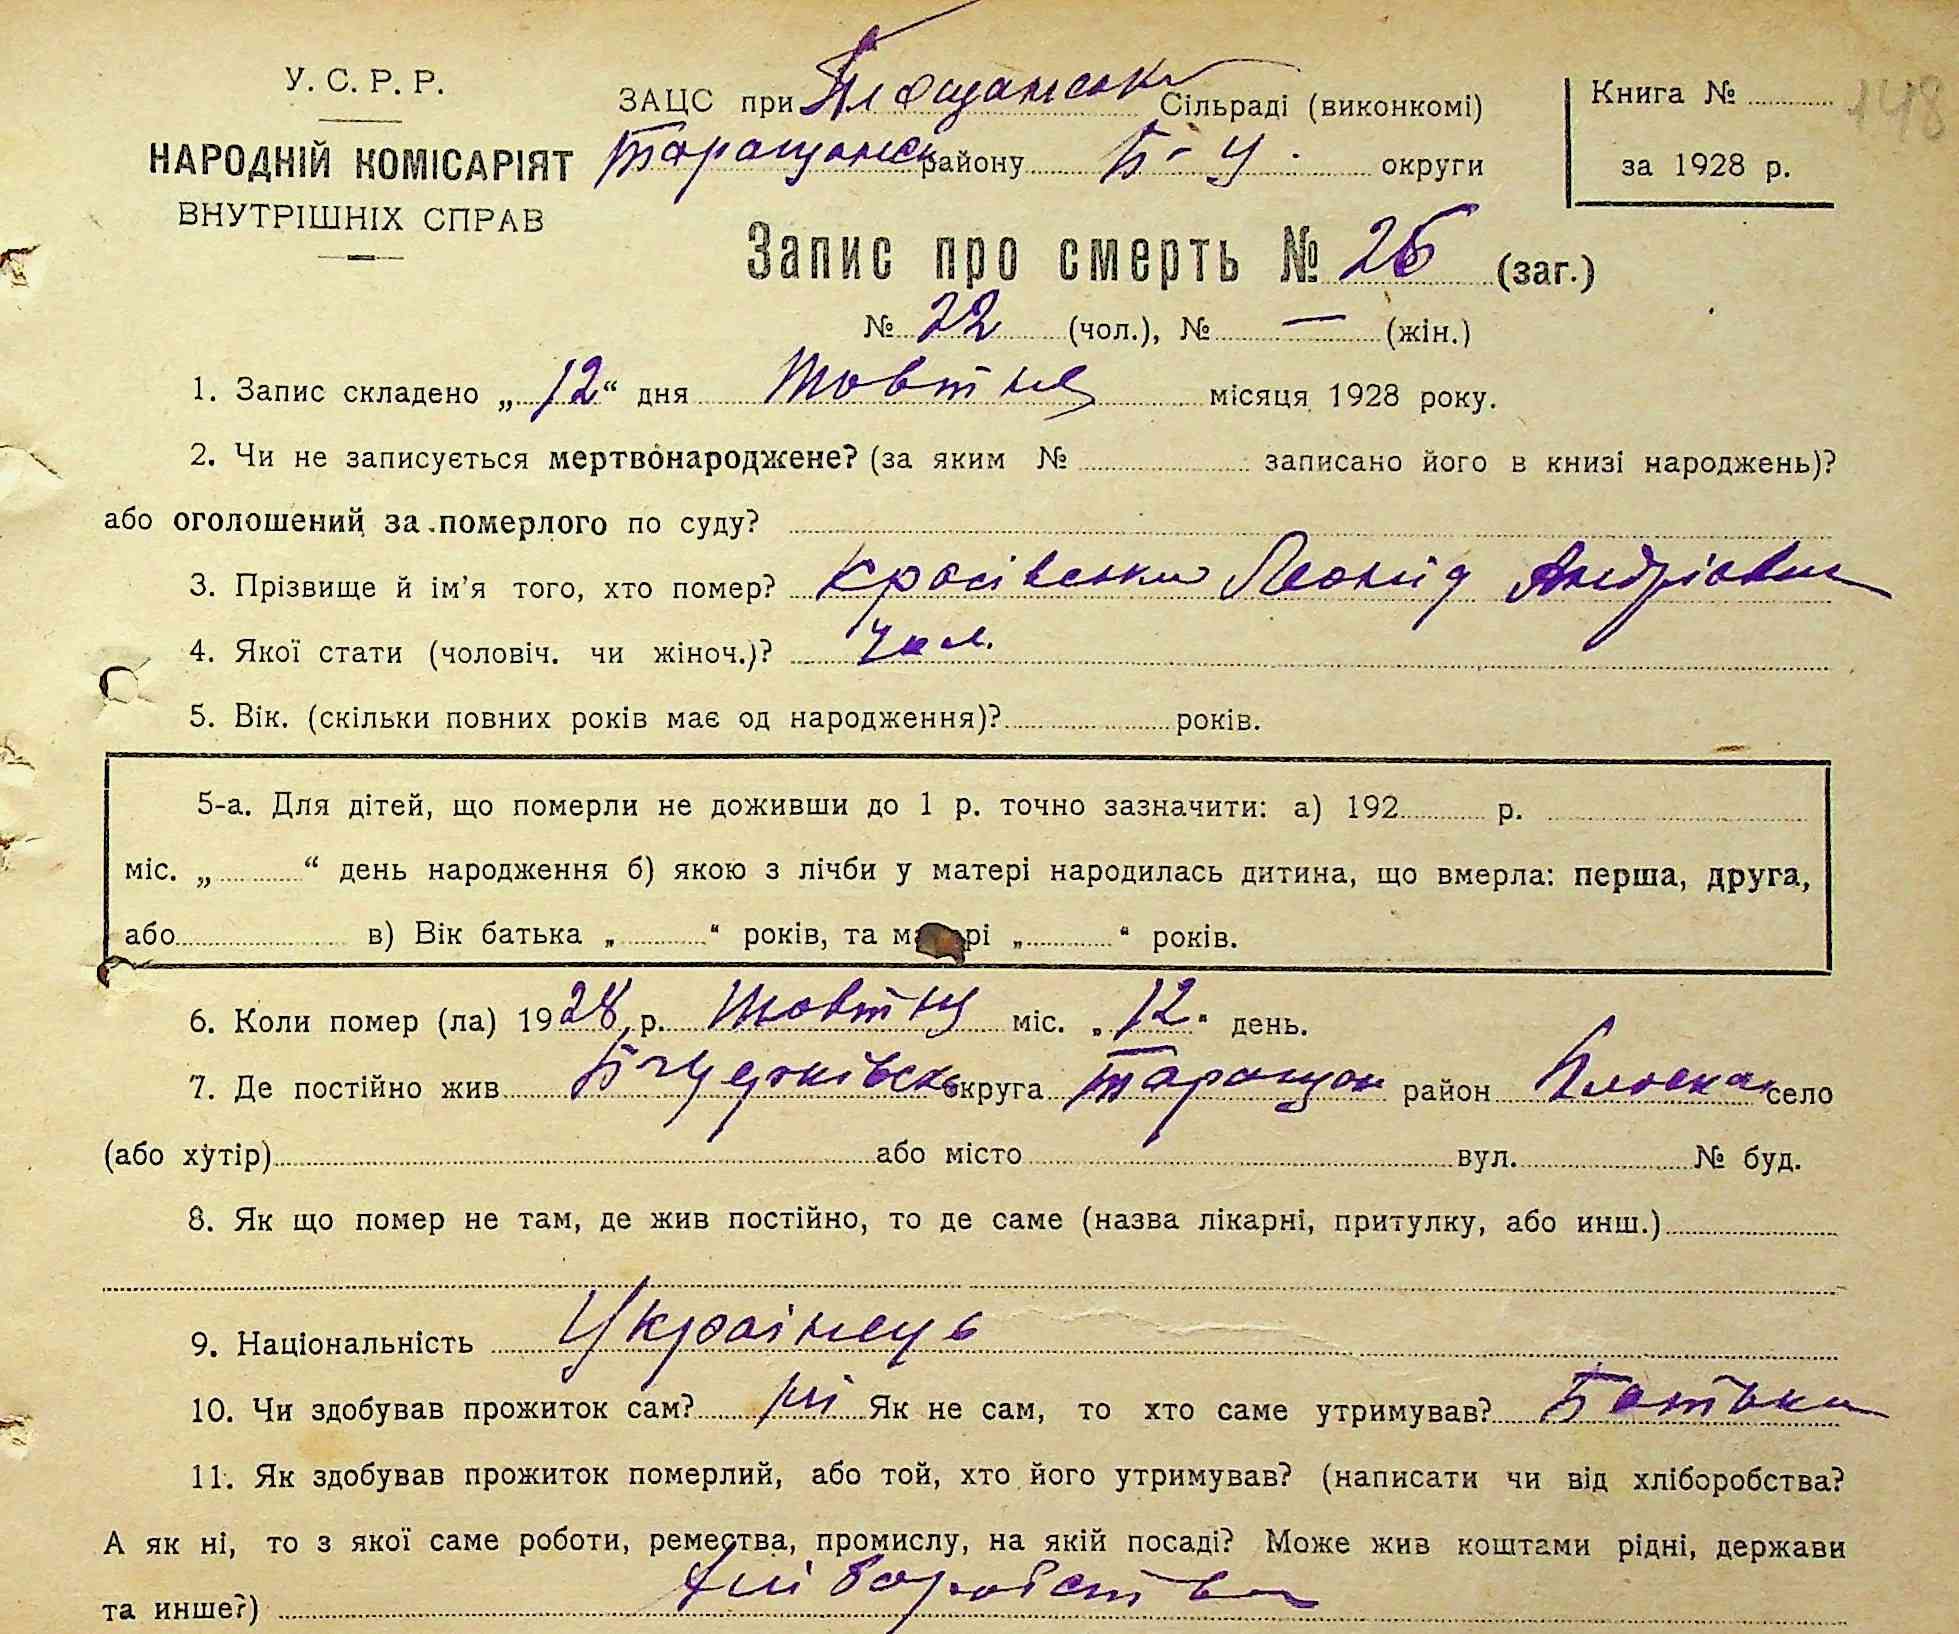 У. С. Р. Р.
НАРОДНІЙ КОМІСАРІЯТ
ВНУТРІШНІХ СПРАВ
ЗАЦС при Сільраді (виконкомі)
району Б-Ц. округи
Книга № 148
за 1928 р.
Запис про смерть № (заг.)
№ 22 (чол.), № — (жін.)
1. Запис складено „12“ дня Жовтня місяця 1928 року.
2. Чи не записується мертвонароджене? (за яким № записано його в книзі народжень)?
або оголошений за померлого по суду?
3. Прізвище й ім’я того, хто помер? Красівськи Леонід Андріович
4. Якої стати (чоловіч. чи жіноч.)? Чол.
5. Вік. (скільки повних років має од народження)? років.
5-а. Для дітей, що померли не доживши до 1 р. точно зазначити: а) 192 р.
міс. „ “ день народження б) якою з лічби у матері народилась дитина, що вмерла: перша, друга,
або в) Вік батька „ “ років, та матері „ “ років.
6. Коли помер (ла) 1928 р. Жовтня міс. „12“ день.
7. Де постійно жив округа Таращан район Плоска село
(або хутір) або місто вул. № буд.
8. Як що помер не там, де жив постійно, то де саме (назва лікарні, притулку, або инш.)
9. Національність Українець
10. Чи здобував прожиток сам? ні Як не сам, то хто саме утримував? Батьки
11. Як здобував прожиток померлий, або той, хто його утримував? (написати чи від хліборобства?
А як ні, то з якої саме роботи, ремества, промислу, на якій посаді? Може жив коштами рідні, держави
та инше?) Хліборобства